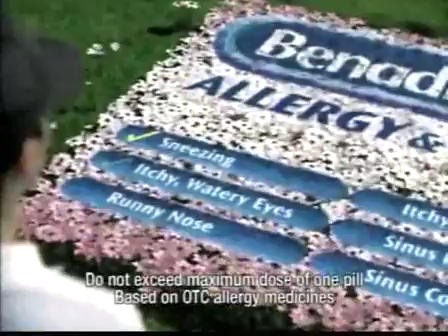 Benad
ALLERGY &
Sneezing
Itchy, Watery Eyes
Runny Nose
Itchy
Sinus
Sinus Co
Do not exceed maximum dose of one pill
Based on OTC allergy medicines